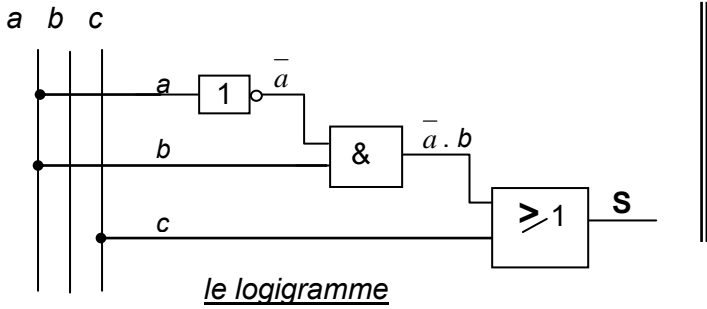 a b c
a 1 a̅
b & a̅ . b
c ≥1 S
le logigramme